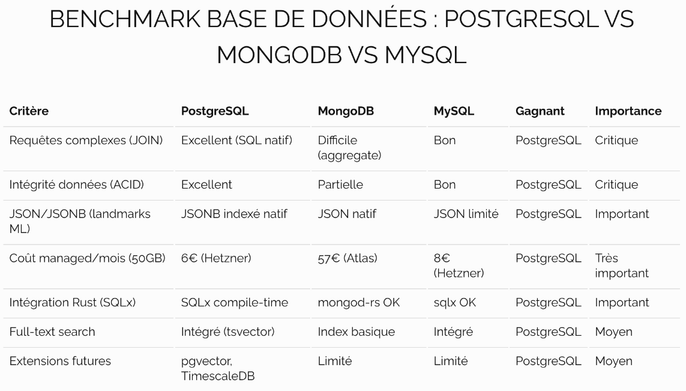 BENCHMARK BASE DE DONNÉES : POSTGRESQL VS
MONGODB VS MYSQL
Critère PostgreSQL MongoDB MySQL Gagnant Importance
Requêtes complexes (JOIN) Excellent (SQL natif) Difficile (aggregate) Bon PostgreSQL Critique
Intégrité données (ACID) Excellent Partielle Bon PostgreSQL Critique
JSON/JSONB (landmarks ML) JSONB indexé natif JSON natif JSON limité PostgreSQL Important
Coût managed/mois (50GB) 6€ (Hetzner) 57€ (Atlas) 8€ (Hetzner) PostgreSQL Très important
Intégration Rust (SQLx) SQLx compile-time mongod-rs OK sqlx OK PostgreSQL Important
Full-text search Intégré (tsvector) Index basique Intégré PostgreSQL Moyen
Extensions futures pgvector, TimescaleDB Limité Limité PostgreSQL Moyen